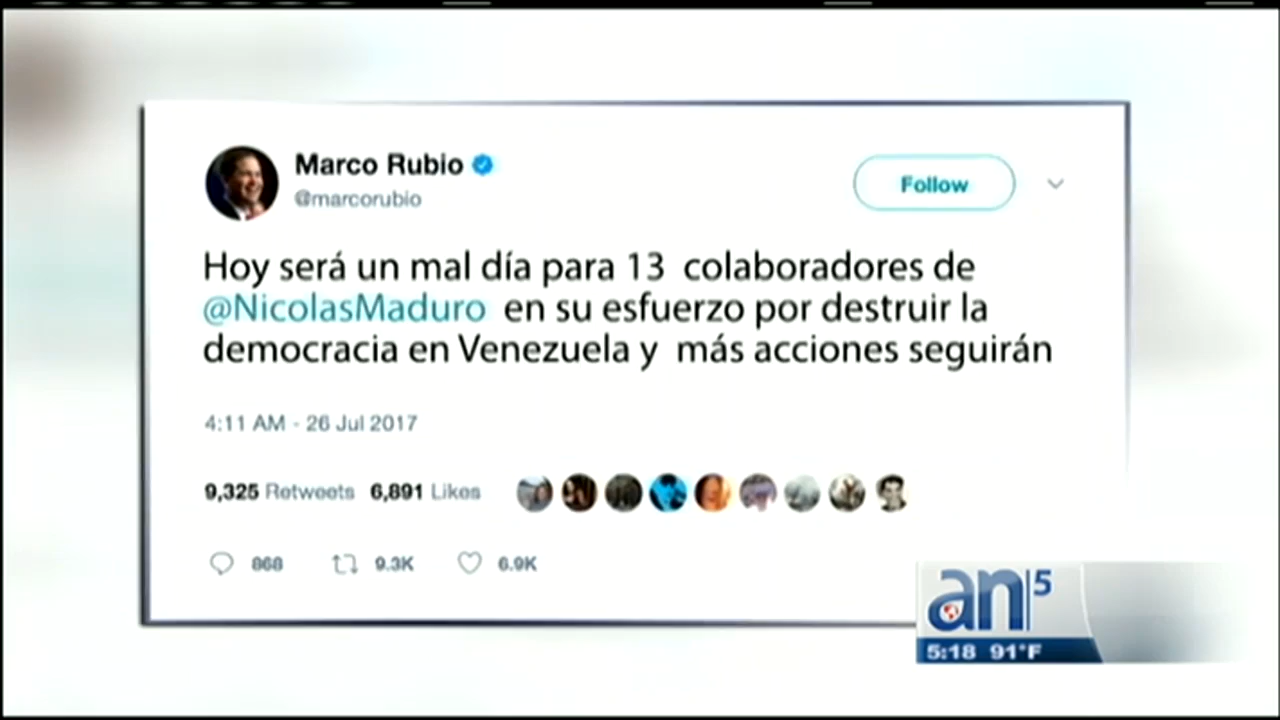 Marco Rubio
@marcorubio
Follow
Hoy será un mal día para 13 colaboradores de
@NicolasMaduro en su esfuerzo por destruir la
democracia en Venezuela y más acciones seguirán
4:11 AM - 26 Jul 2017
9,325 Retweets 6,891 Likes
868 9.3K 6.9K
an 5
5:18 91°F